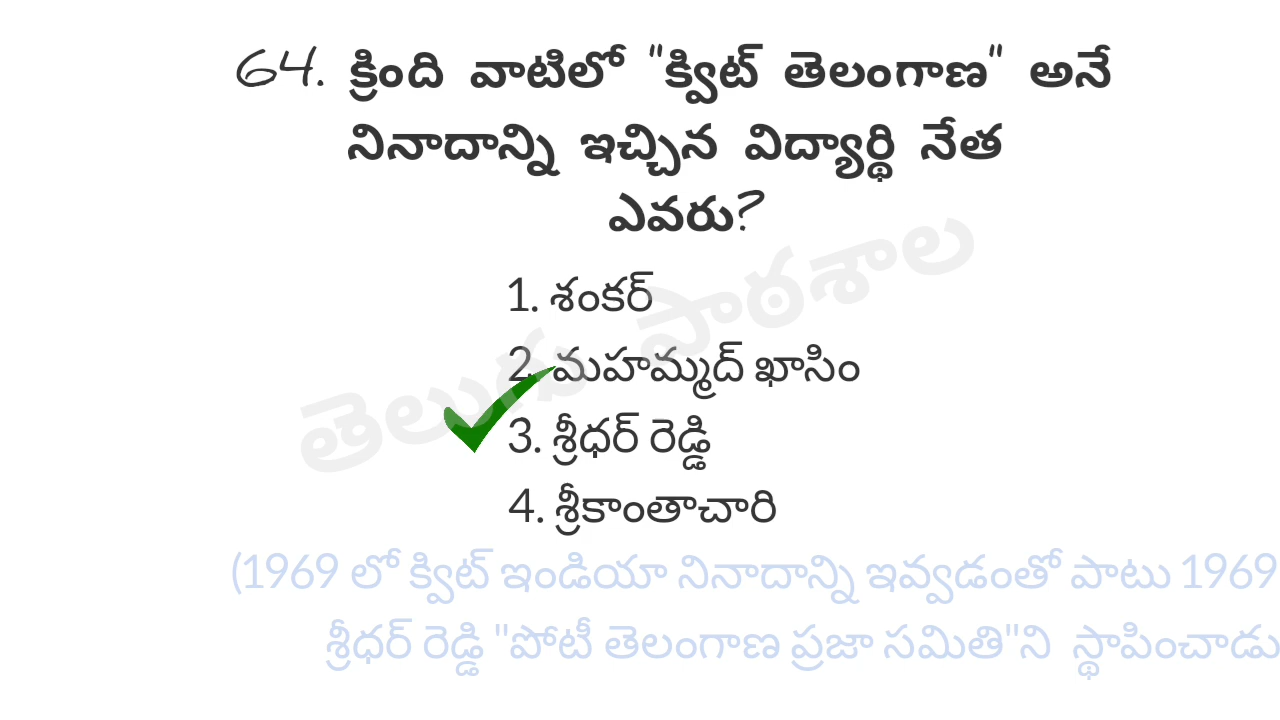 64. క్రింది వాటిలో "క్విట్ తెలంగాణ" అనే
నినాదాన్ని ఇచ్చిన విద్యార్థి నేత
ఎవరు?
1. శంకర్
2. మహమ్మద్ ఖాసిం
3. శ్రీధర్ రెడ్డి
4. శ్రీకాంతాచారి
తెలుగు పాఠశాల
(1969 లో క్విట్ ఇండియా నినాదాన్ని ఇవ్వడంతో పాటు 1969
శ్రీధర్ రెడ్డి "పోటీ తెలంగాణ ప్రజా సమితి"ని స్థాపించాడు